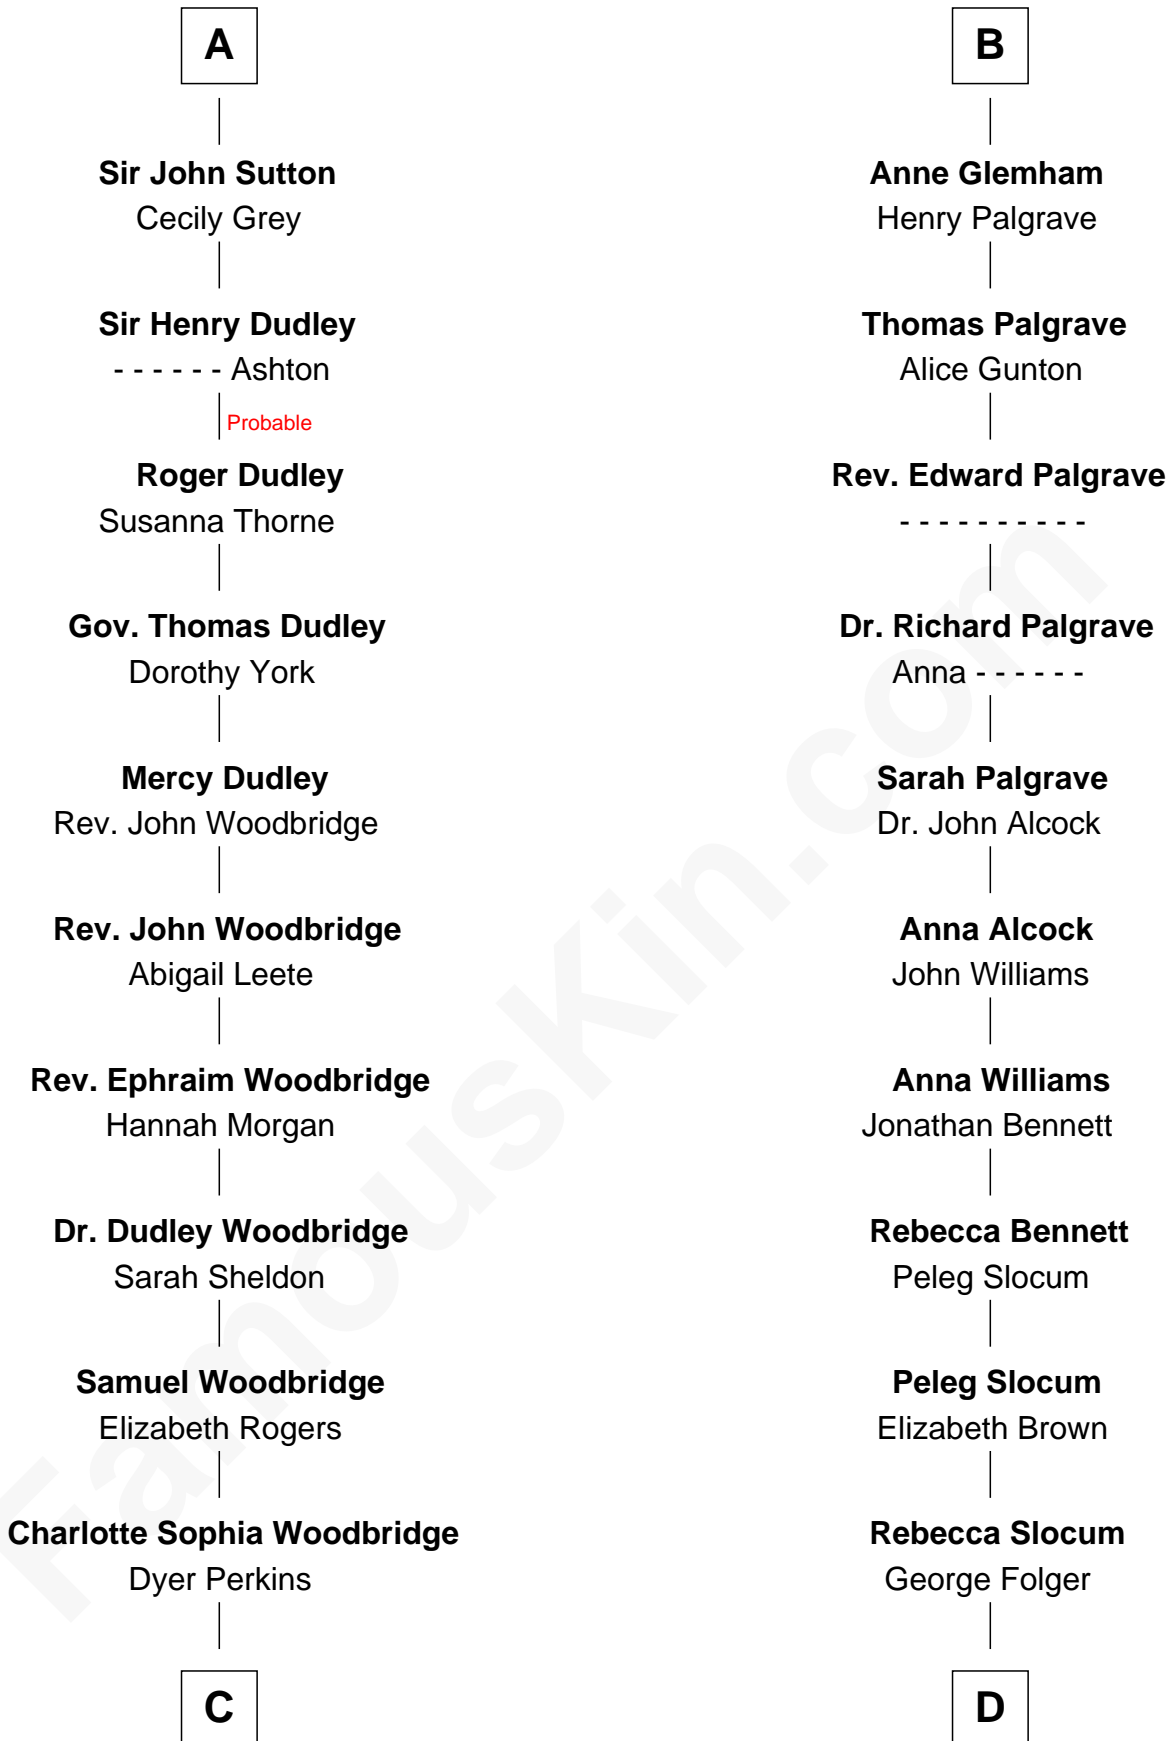 A
Sir John Sutton
Cecily Grey
Sir Henry Dudley
- - - - - - Ashton
Probable
Roger Dudley
Susanna Thorne
Gov. Thomas Dudley
Dorothy York
Mercy Dudley
Rev. John Woodbridge
Rev. John Woodbridge
Abigail Leete
Rev. Ephraim Woodbridge
Hannah Morgan
Dr. Dudley Woodbridge
Sarah Sheldon
Samuel Woodbridge
Elizabeth Rogers
Charlotte Sophia Woodbridge
Dyer Perkins
C
B
Anne Glemham
Henry Palgrave
Thomas Palgrave
Alice Gunton
Rev. Edward Palgrave
- - - - - - - - - -
Dr. Richard Palgrave
Anna - - - - - -
Sarah Palgrave
Dr. John Alcock
Anna Alcock
John Williams
Anna Williams
Jonathan Bennett
Rebecca Bennett
Peleg Slocum
Peleg Slocum
Elizabeth Brown
Rebecca Slocum
George Folger
D
FamousKin.com